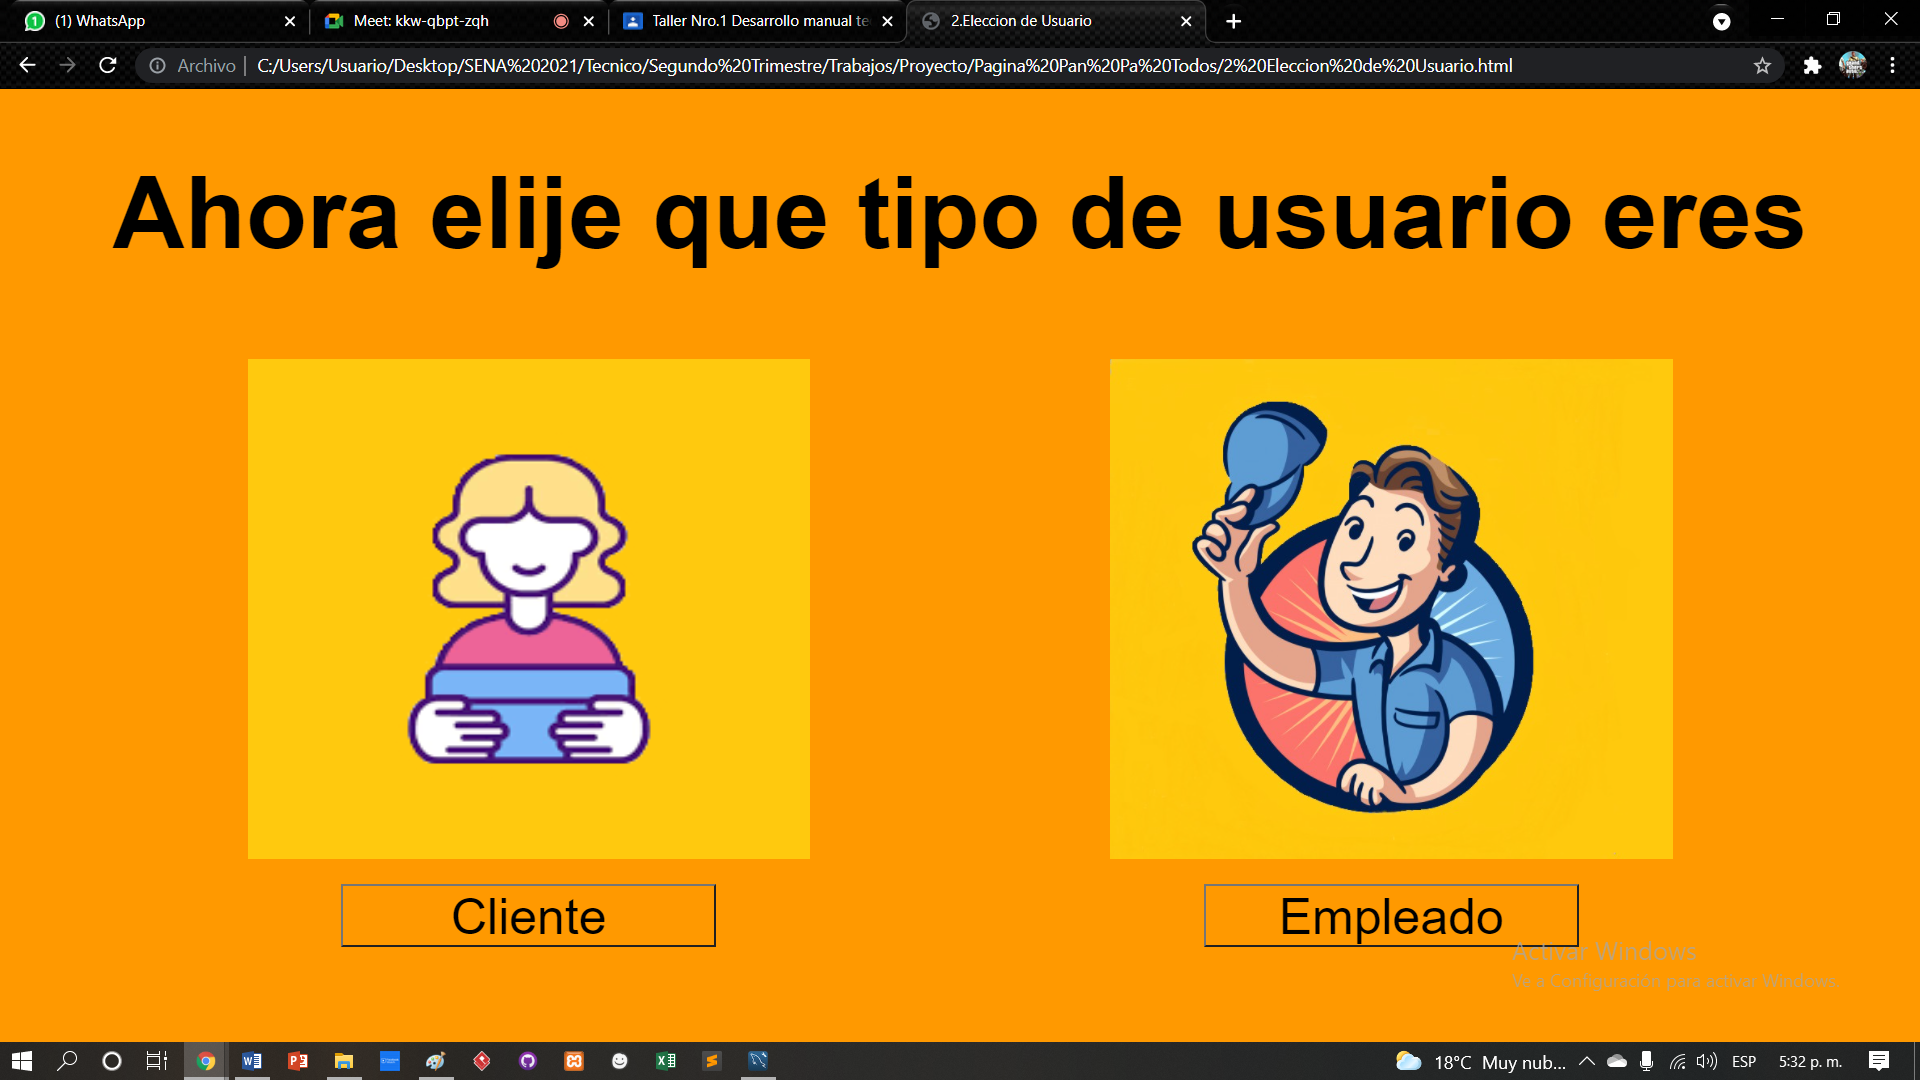 (1) WhatsApp
Meet: kkw-qbpt-zqh
Taller Nro.1 Desarrollo manual te
2.Eleccion de Usuario
Archivo
C:/Users/Usuario/Desktop/SENA%202021/Tecnico/Segundo%20Trimestre/Trabajos/Proyecto/Pagina%20Pan%20Pa%20Todos/2%20Eleccion%20de%20Usuario.html
Ahora elije que tipo de usuario eres
Cliente
Empleado
Activar Windows
Ve a Configuración para activar Windows.
18°C Muy nub...
ESP
5:32 p. m.